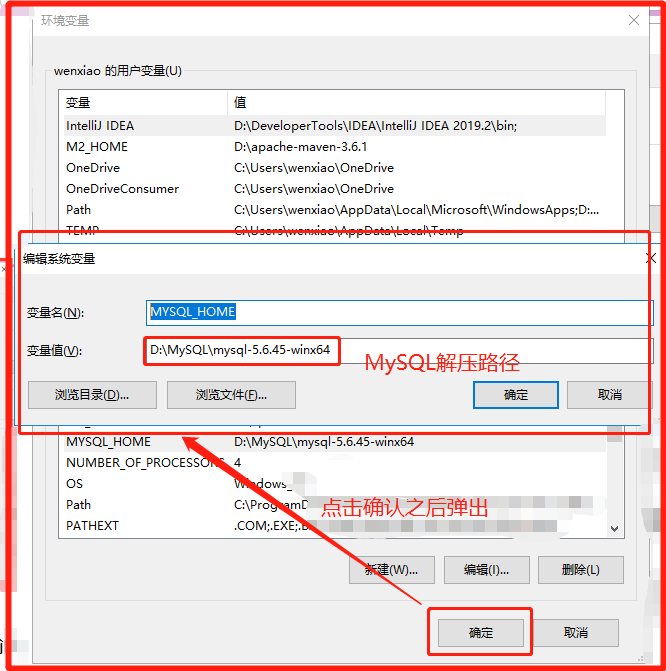 环境变量
wenxiao 的用户变量(U)
变量 值
IntelliJ IDEA D:\DeveloperTools\IDEA\IntelliJ IDEA 2019.2\bin;
M2_HOME D:\apache-maven-3.6.1
OneDrive C:\Users\wenxiao\OneDrive
OneDriveConsumer C:\Users\wenxiao\OneDrive
Path C:\Users\wenxiao\AppData\Local\Microsoft\WindowsApps;D:...
TEMP C:\Users\wenxiao\AppData\Local\Temp
编辑系统变量
变量名(N): MYSQL_HOME
变量值(V): D:\MySQL\mysql-5.6.45-winx64
MySQL解压路径
浏览目录(D)... 浏览文件(F)... 确定 取消
MYSQL_HOME D:\MySQL\mysql-5.6.45-winx64
NUMBER_OF_PROCESSORS 4
OS Windows_
Path C:\ProgramD
点击确认之后弹出
PATHEXT .COM;.EXE;.B
新建(W)... 编辑(I)... 删除(L)
确定 取消